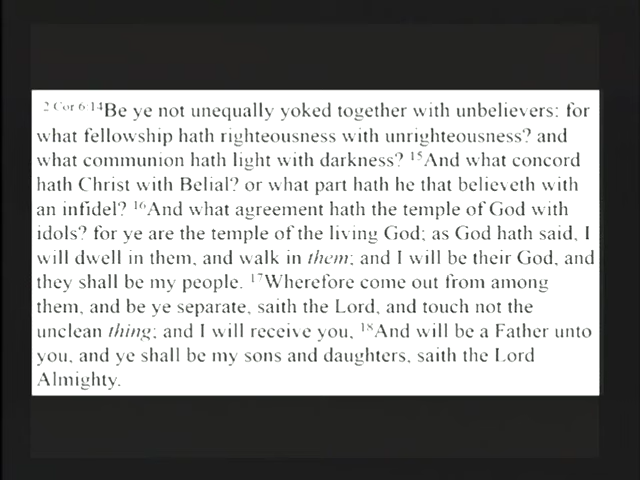 2 Cor 6:14Be ye not unequally yoked together with unbelievers: for
what fellowship hath righteousness with unrighteousness? and
what communion hath light with darkness? 15And what concord
hath Christ with Belial? or what part hath he that believeth with
an infidel? 16And what agreement hath the temple of God with
idols? for ye are the temple of the living God; as God hath said, I
will dwell in them, and walk in them; and I will be their God, and
they shall be my people. 17Wherefore come out from among
them, and be ye separate, saith the Lord, and touch not the
unclean thing; and I will receive you, 18And will be a Father unto
you, and ye shall be my sons and daughters, saith the Lord
Almighty.